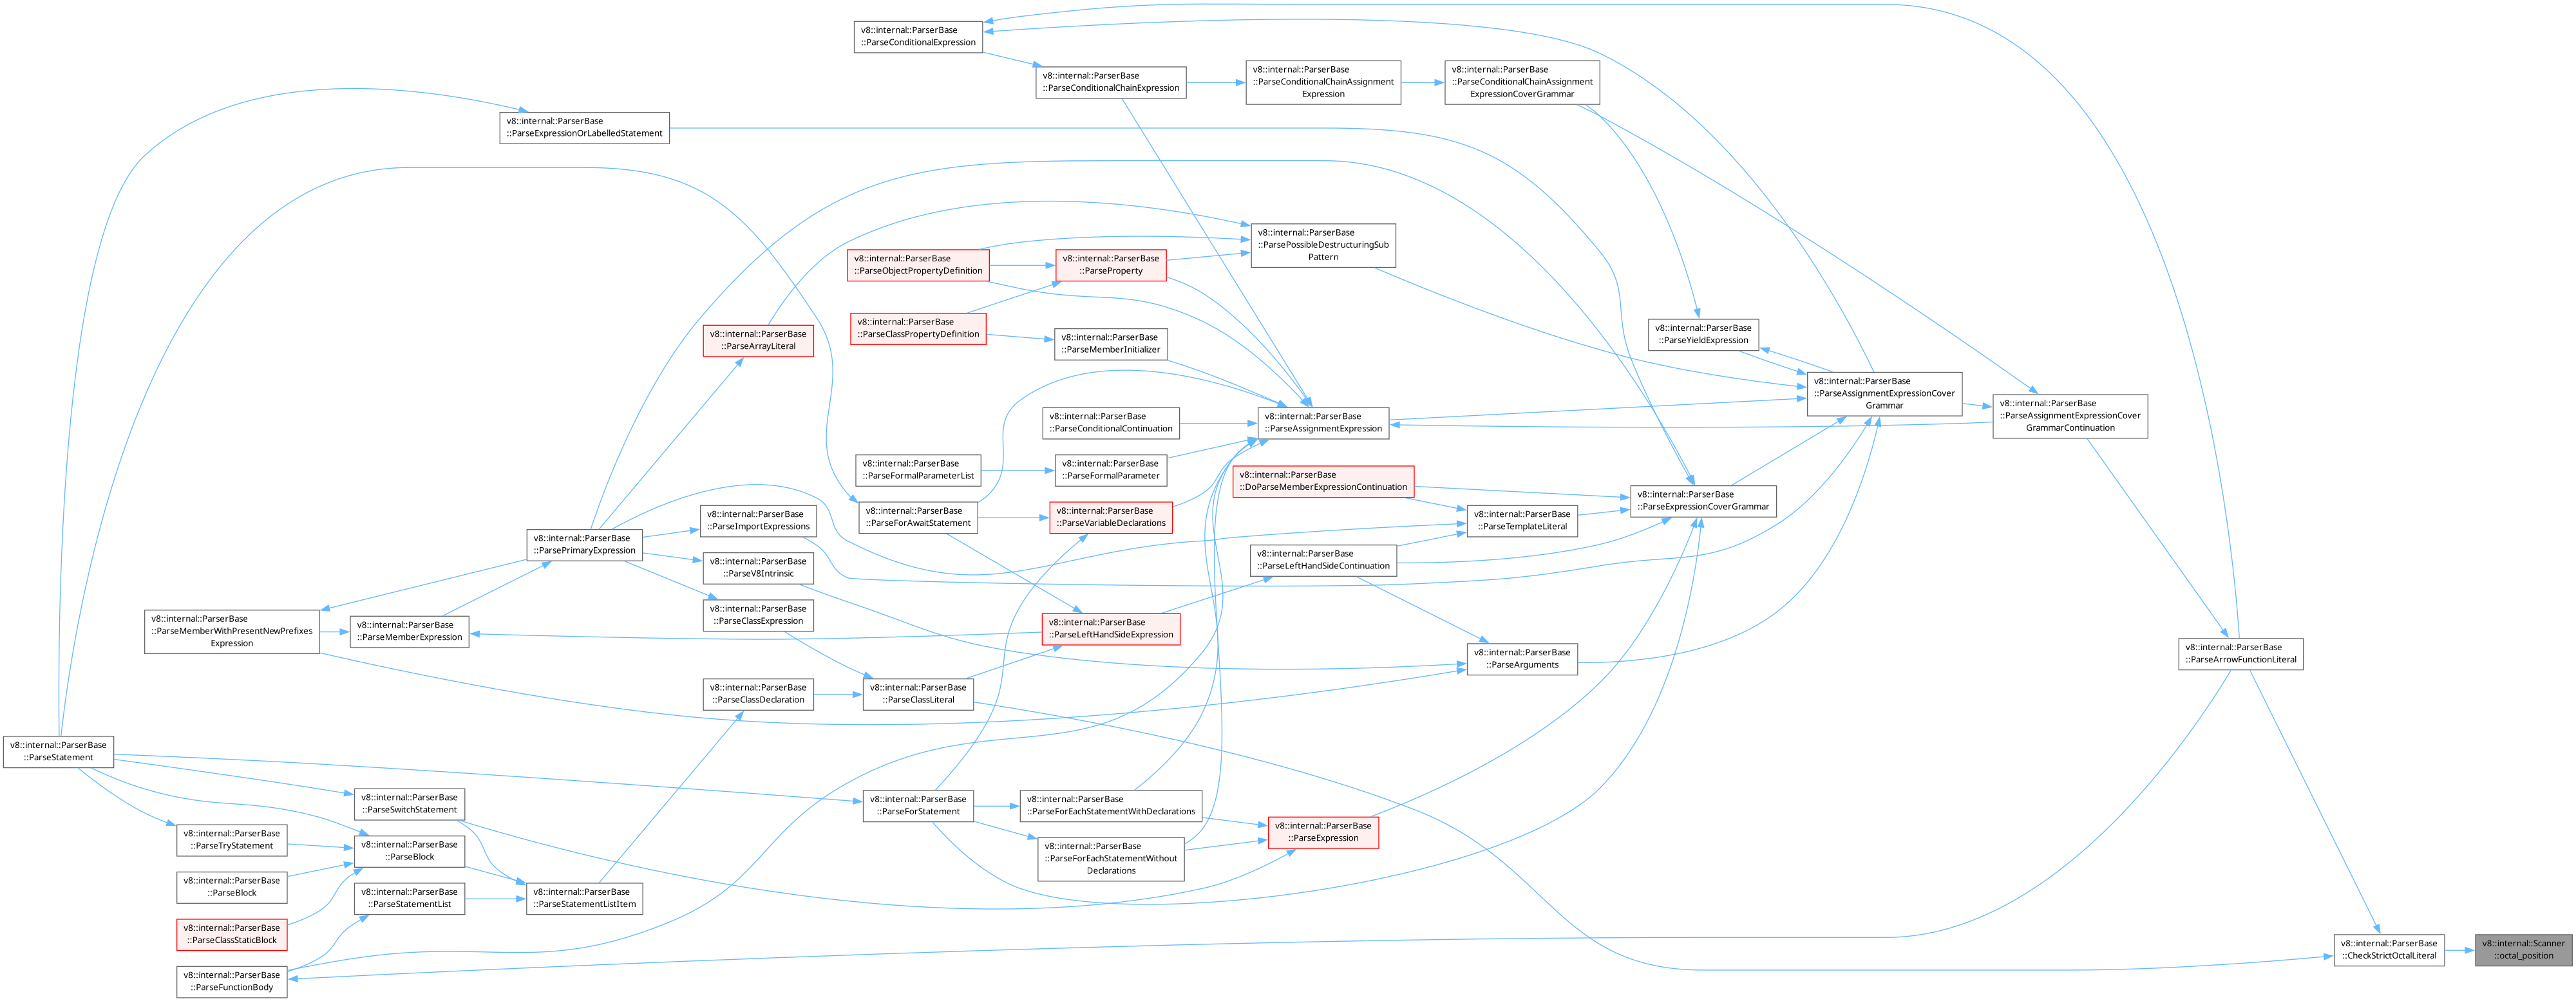 v8::internal::ParserBase
::ParseConditionalExpression
v8::internal::ParserBase
::ParseConditionalChainExpression
v8::internal::ParserBase
::ParseConditionalChainAssignment
Expression
v8::internal::ParserBase
::ParseConditionalChainAssignment
ExpressionCoverGrammar
v8::internal::ParserBase
::ParseExpressionOrLabelledStatement
v8::internal::ParserBase
::ParsePossibleDestructuringSub
Pattern
v8::internal::ParserBase
::ParseObjectPropertyDefinition
v8::internal::ParserBase
::ParseProperty
v8::internal::ParserBase
::ParseClassPropertyDefinition
v8::internal::ParserBase
::ParseArrayLiteral
v8::internal::ParserBase
::ParseMemberInitializer
v8::internal::ParserBase
::ParseYieldExpression
v8::internal::ParserBase
::ParseAssignmentExpressionCover
Grammar
v8::internal::ParserBase
::ParseAssignmentExpressionCover
GrammarContinuation
v8::internal::ParserBase
::ParseConditionalContinuation
v8::internal::ParserBase
::ParseAssignmentExpression
v8::internal::ParserBase
::ParseFormalParameterList
v8::internal::ParserBase
::ParseFormalParameter
v8::internal::ParserBase
::DoParseMemberExpressionContinuation
v8::internal::ParserBase
::ParseExpressionCoverGrammar
v8::internal::ParserBase
::ParseForAwaitStatement
v8::internal::ParserBase
::ParseVariableDeclarations
v8::internal::ParserBase
::ParseTemplateLiteral
v8::internal::ParserBase
::ParseImportExpressions
v8::internal::ParserBase
::ParsePrimaryExpression
v8::internal::ParserBase
::ParseV8Intrinsic
v8::internal::ParserBase
::ParseLeftHandSideContinuation
v8::internal::ParserBase
::ParseClassExpression
v8::internal::ParserBase
::ParseMemberWithPresentNewPrefixes
Expression
v8::internal::ParserBase
::ParseMemberExpression
v8::internal::ParserBase
::ParseLeftHandSideExpression
v8::internal::ParserBase
::ParseArguments
v8::internal::ParserBase
::ParseArrowFunctionLiteral
v8::internal::ParserBase
::ParseClassDeclaration
v8::internal::ParserBase
::ParseClassLiteral
v8::internal::ParserBase
::ParseStatement
v8::internal::ParserBase
::ParseSwitchStatement
v8::internal::ParserBase
::ParseForStatement
v8::internal::ParserBase
::ParseForEachStatementWithDeclarations
v8::internal::ParserBase
::ParseExpression
v8::internal::ParserBase
::ParseTryStatement
v8::internal::ParserBase
::ParseBlock
v8::internal::ParserBase
::ParseForEachStatementWithout
Declarations
v8::internal::ParserBase
::ParseBlock
v8::internal::ParserBase
::ParseStatementList
v8::internal::ParserBase
::ParseStatementListItem
v8::internal::ParserBase
::ParseClassStaticBlock
v8::internal::ParserBase
::ParseFunctionBody
v8::internal::ParserBase
::CheckStrictOctalLiteral
v8::internal::Scanner
::octal_position